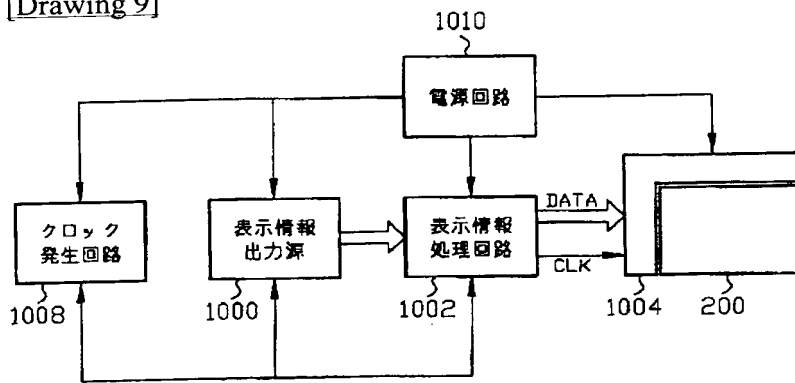 [Drawing 9]
1010
電源回路
クロック
発生回路
表示情報
出力源
表示情報
処理回路
DATA
CLK
1008
1000
1002
1004
200